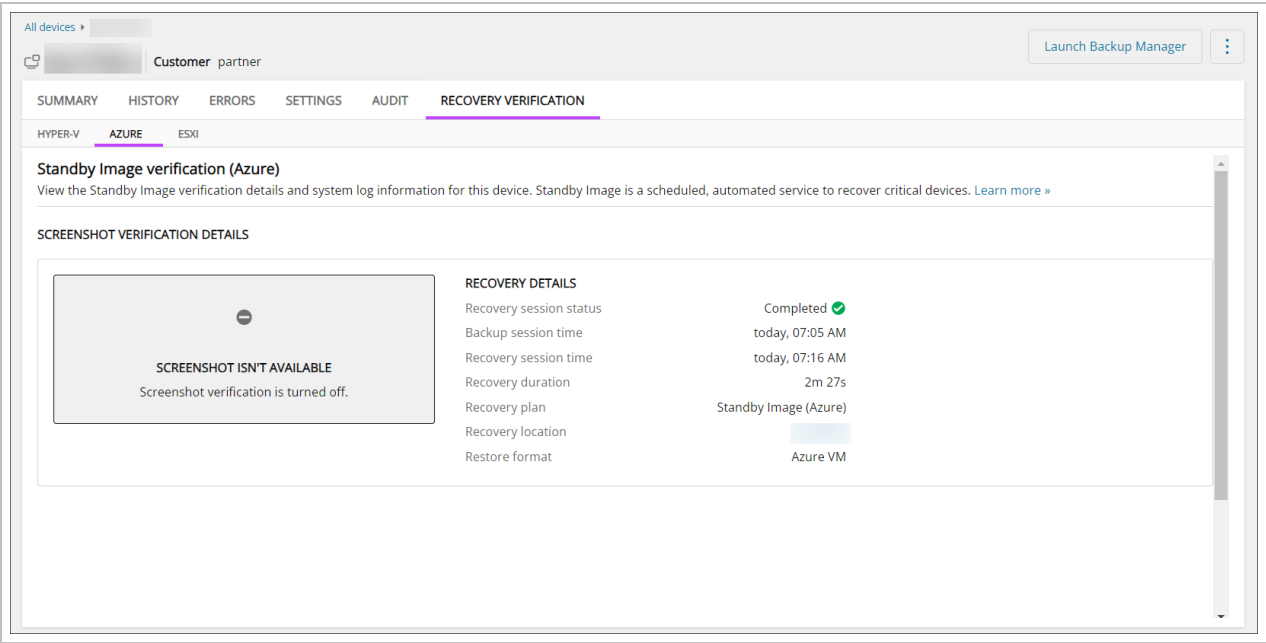 All devices
Launch Backup Manager
Customer partner
SUMMARY HISTORY ERRORS SETTINGS AUDIT RECOVERY VERIFICATION
HYPER-V AZURE ESXI
Standby Image verification (Azure)
View the Standby Image verification details and system log information for this device. Standby Image is a scheduled, automated service to recover critical devices. Learn more »
SCREENSHOT VERIFICATION DETAILS
SCREENSHOT ISN'T AVAILABLE
Screenshot verification is turned off.
RECOVERY DETAILS
Recovery session status Completed
Backup session time today, 07:05 AM
Recovery session time today, 07:16 AM
Recovery duration 2m 27s
Recovery plan Standby Image (Azure)
Recovery location
Restore format Azure VM